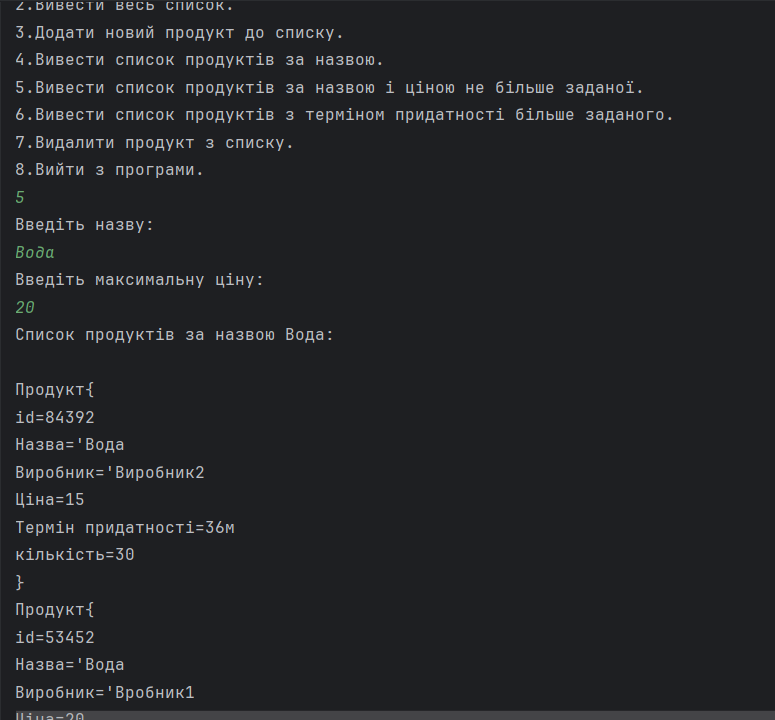 2.Вивести весь список.
3.Додати новий продукт до списку.
4.Вивести список продуктів за назвою.
5.Вивести список продуктів за назвою і ціною не більше заданої.
6.Вивести список продуктів з терміном придатності більше заданого.
7.Видалити продукт з списку.
8.Вийти з програми.
5
Введіть назву:
Вода
Введіть максимальну ціну:
20
Список продуктів за назвою Вода:
Продукт{
id=84392
Назва='Вода
Виробник='Виробник2
Ціна=15
Термін придатності=36м
кількість=30
}
Продукт{
id=53452
Назва='Вода
Виробник='Вробник1
Ціна=20